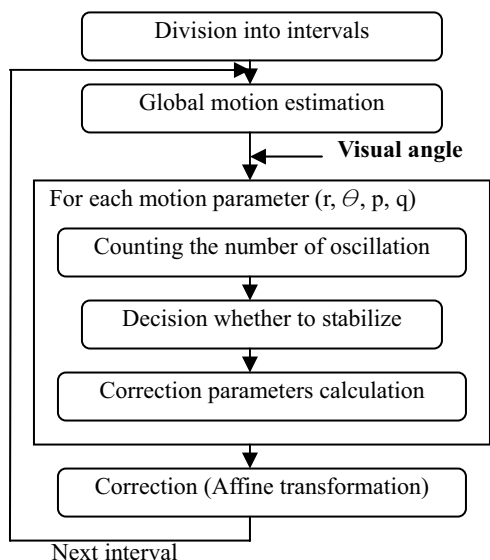 Division into intervals
Global motion estimation
Visual angle
For each motion parameter (r, Θ, p, q)
Counting the number of oscillation
Decision whether to stabilize
Correction parameters calculation
Correction (Affine transformation)
Next interval